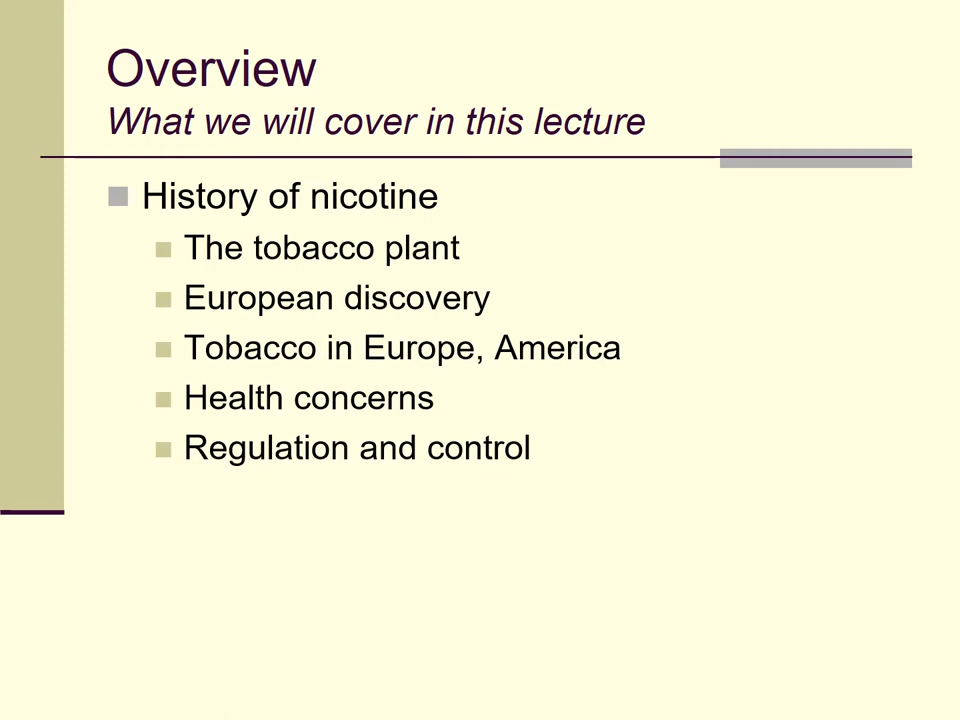 Overview
What we will cover in this lecture
History of nicotine
The tobacco plant
European discovery
Tobacco in Europe, America
Health concerns
Regulation and control